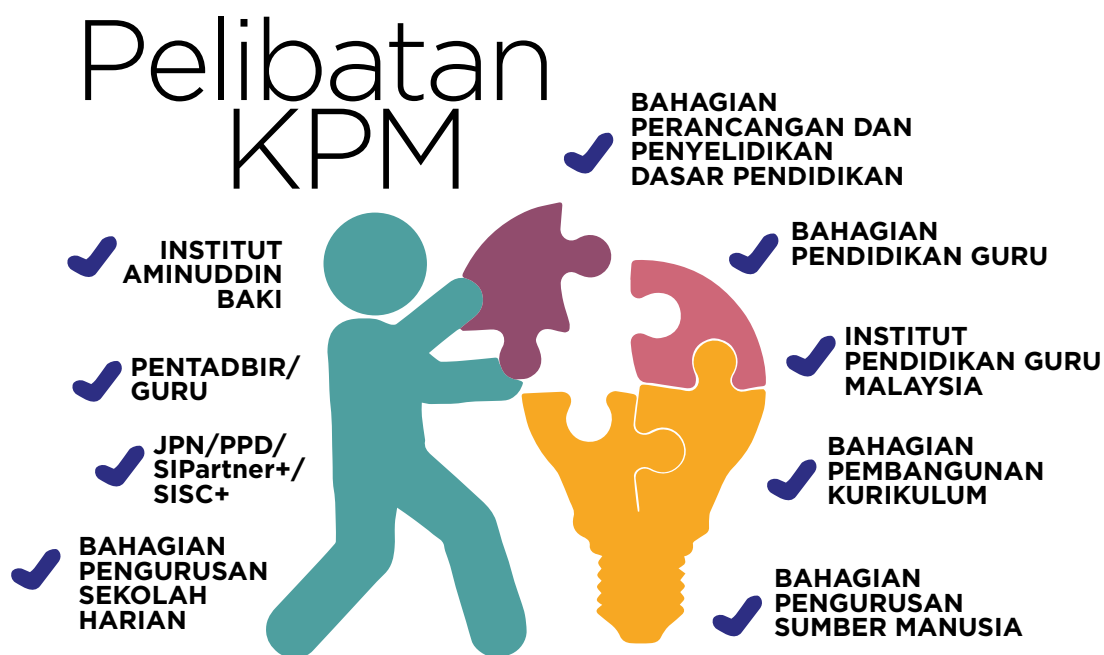 Pelibatan
KPM
INSTITUT
AMINUDDIN
BAKI
PENTADBIR/
GURU
JPN/PPD/
SIPartner+/
SISC+
BAHAGIAN
PENGURUSAN
SEKOLAH
HARIAN
BAHAGIAN
PERANCANGAN DAN
PENYELIDIKAN
DASAR PENDIDIKAN
BAHAGIAN
PENDIDIKAN GURU
INSTITUT
PENDIDIKAN GURU
MALAYSIA
BAHAGIAN
PEMBANGUNAN
KURIKULUM
BAHAGIAN
PENGURUSAN
SUMBER MANUSIA